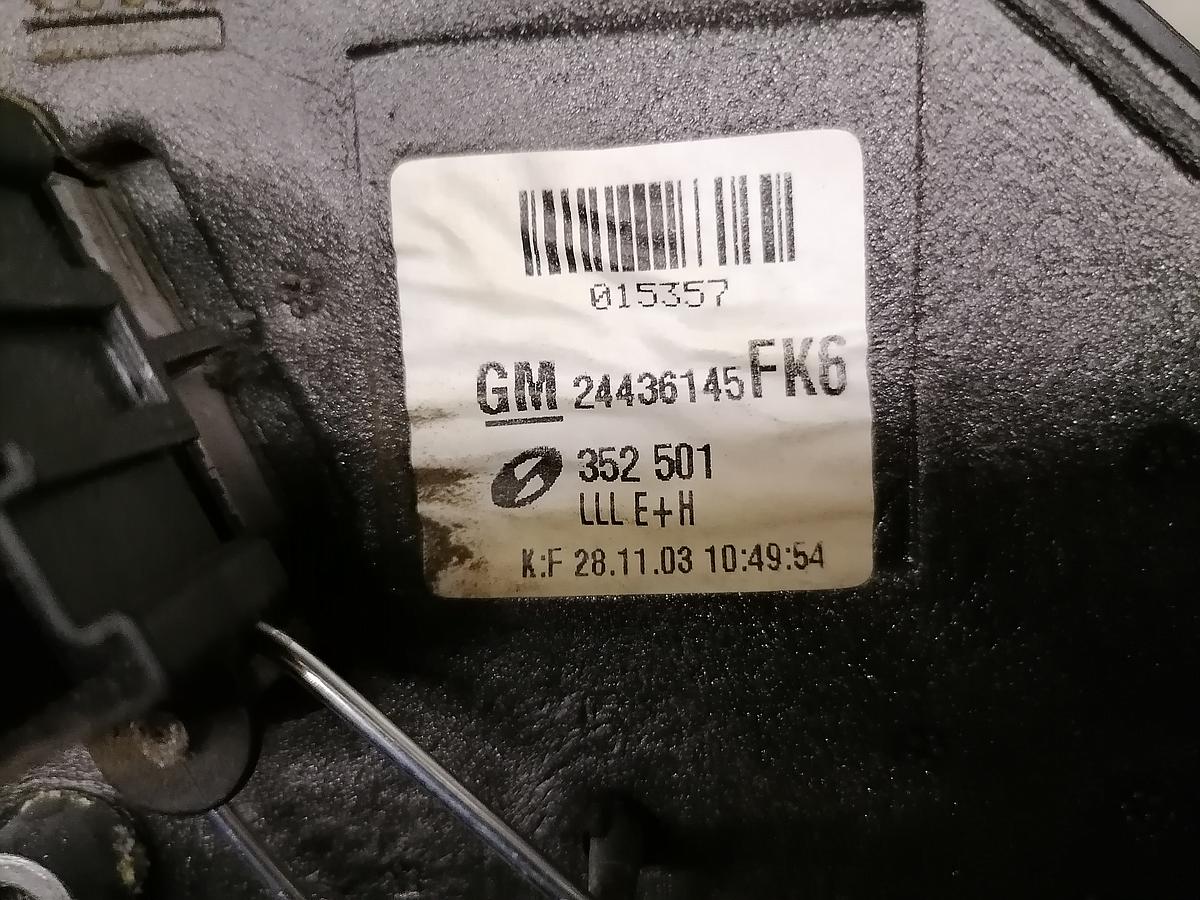 015357
GM 24436145 FK6
352 501
LLL E+H
K:F 28.11.03 10:49:54